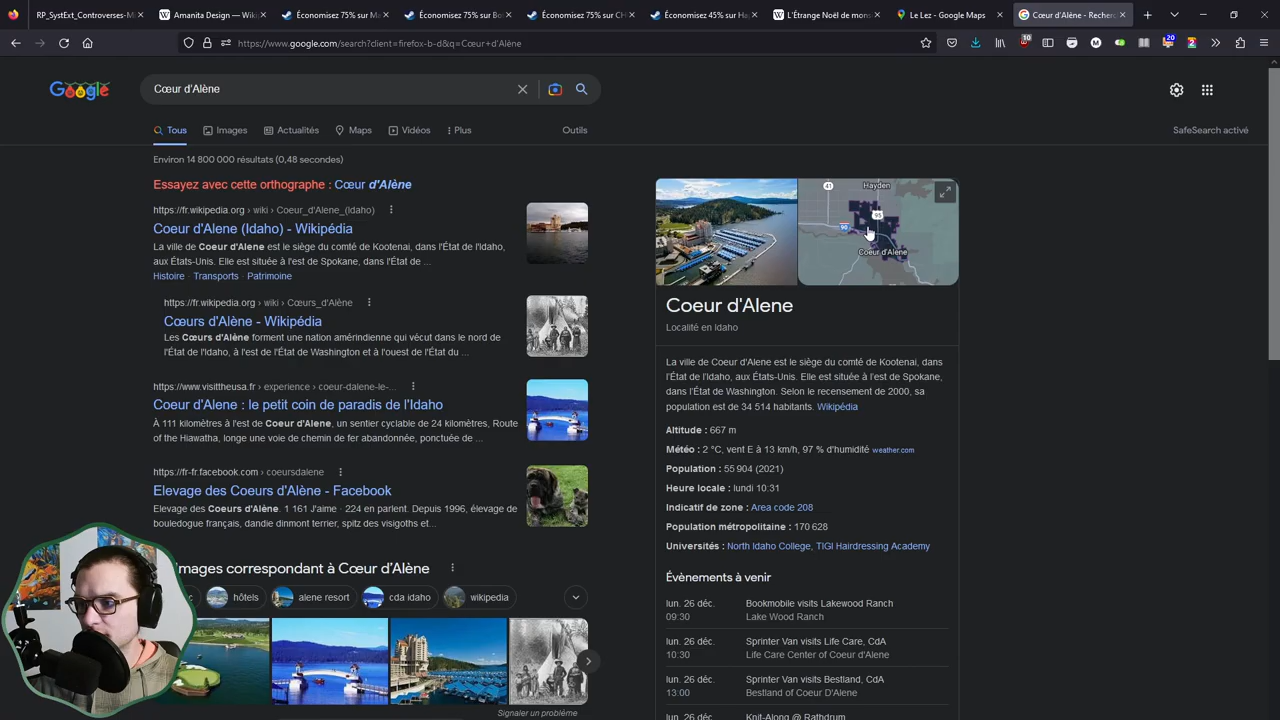 RP_SystExt_Controverses-M
Amanita Design — Wiki
Économisez 75% sur Ma
Économisez 75% sur Bo
Économisez 75% sur CH
Économisez 45% sur Ha
L'Étrange Noël de mons
Le Lez - Google Maps
Cœur d'Alène - Recher
https://www.google.com/search?client=firefox-b-d&q=Cœur+d'Alène
10
20
Google
Cœur d'Alène
Tous
Images
Actualités
Maps
Vidéos
Plus
Outils
SafeSearch activé
Environ 14 800 000 résultats (0,48 secondes)
Essayez avec cette orthographe : Cœur d'Alène
https://fr.wikipedia.org › wiki › Coeur_d'Alene_(Idaho)
Coeur d'Alene (Idaho) - Wikipédia
La ville de Coeur d'Alene est le siège du comté de Kootenai, dans l'État de l'Idaho,
aux États-Unis. Elle est située à l'est de Spokane, dans l'État de ...
Histoire · Transports · Patrimoine
https://fr.wikipedia.org › wiki › Cœurs_d'Alène
Cœurs d'Alène - Wikipédia
Les Cœurs d'Alène forment une nation amérindienne qui vécut dans le nord de
l'État de l'Idaho, à l'est de l'État de Washington et à l'ouest de l'État du ...
https://www.visittheusa.fr › experience › coeur-dalene-le-...
Coeur d'Alene : le petit coin de paradis de l'Idaho
À 111 kilomètres à l'est de Coeur d'Alene, un sentier cyclable de 24 kilomètres, Route
of the Hiawatha, longe une voie de chemin de fer abandonnée, ponctuée de ...
https://fr-fr.facebook.com › coeursdalene
Elevage des Coeurs d'Alène - Facebook
Elevage des Coeurs d'Alène. 1 161 J'aime · 224 en parlent. Depuis 1996, élevage de
bouledogue français, dandie dinmont terrier, spitz des visigoths et...
Images correspondant à Cœur d'Alène
hôtels
alene resort
cda idaho
wikipedia
Signaler un problème
41
Hayden
95
90
Coeur d'Alène
Coeur d'Alene
Localité en Idaho
La ville de Coeur d'Alene est le siège du comté de Kootenai, dans
l'État de l'Idaho, aux États-Unis. Elle est située à l'est de Spokane,
dans l'État de Washington. Selon le recensement de 2000, sa
population est de 34 514 habitants. Wikipédia
Altitude : 667 m
Météo : 2 °C, vent E à 13 km/h, 97 % d'humidité weather.com
Population : 55 904 (2021)
Heure locale : lundi 10:31
Indicatif de zone : Area code 208
Population métropolitaine : 170 628
Universités : North Idaho College, TIGI Hairdressing Academy
Évènements à venir
lun. 26 déc. Bookmobile visits Lakewood Ranch
09:30 Lake Wood Ranch
lun. 26 déc. Sprinter Van visits Life Care, CdA
10:30 Life Care Center of Coeur d'Alene
lun. 26 déc. Sprinter Van visits Bestland, CdA
13:00 Bestland of Coeur D'Alene
lun. 26 déc. Knit-Along @ Rathdrum